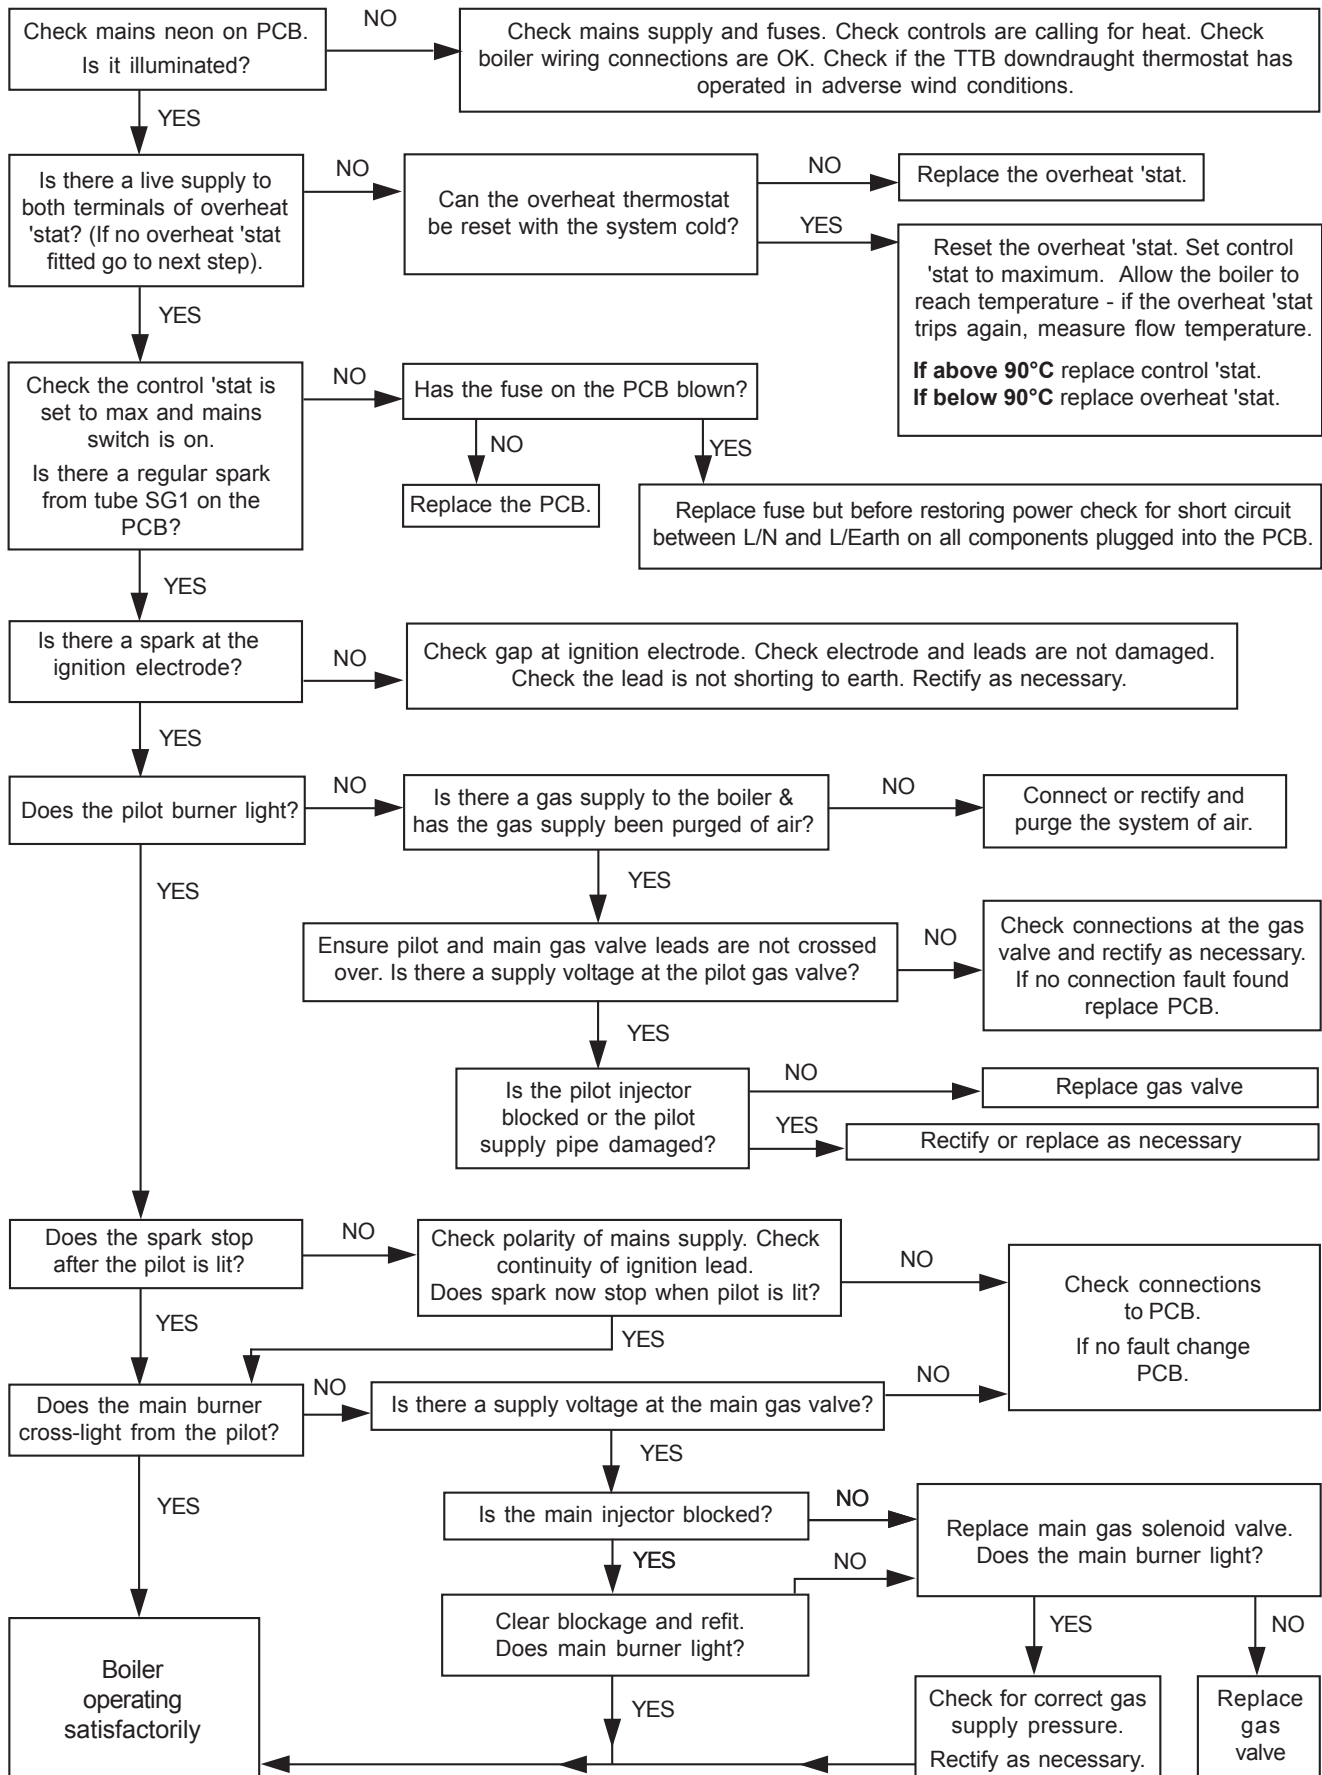 Check mains neon on PCB.
Is it illuminated?
NO
Check mains supply and fuses. Check controls are calling for heat. Check
boiler wiring connections are OK. Check if the TTB downdraught thermostat has
operated in adverse wind conditions.
YES
Is there a live supply to
both terminals of overheat
'stat? (If no overheat 'stat
fitted go to next step).
NO
Can the overheat thermostat
be reset with the system cold?
NO
Replace the overheat 'stat.
YES
Reset the overheat 'stat. Set control
'stat to maximum. Allow the boiler to
reach temperature - if the overheat 'stat
trips again, measure flow temperature.
If above 90°C replace control 'stat.
If below 90°C replace overheat 'stat.
YES
Check the control 'stat is
set to max and mains
switch is on.
Is there a regular spark
from tube SG1 on the
PCB?
NO
Has the fuse on the PCB blown?
NO
Replace the PCB.
YES
Replace fuse but before restoring power check for short circuit
between L/N and L/Earth on all components plugged into the PCB.
YES
Is there a spark at the
ignition electrode?
NO
Check gap at ignition electrode. Check electrode and leads are not damaged.
Check the lead is not shorting to earth. Rectify as necessary.
YES
Does the pilot burner light?
NO
Is there a gas supply to the boiler &
has the gas supply been purged of air?
NO
Connect or rectify and
purge the system of air.
YES
YES
Ensure pilot and main gas valve leads are not crossed
over. Is there a supply voltage at the pilot gas valve?
NO
Check connections at the gas
valve and rectify as necessary.
If no connection fault found
replace PCB.
YES
Is the pilot injector
blocked or the pilot
supply pipe damaged?
NO
Replace gas valve
YES
Rectify or replace as necessary
Does the spark stop
after the pilot is lit?
NO
Check polarity of mains supply. Check
continuity of ignition lead.
Does spark now stop when pilot is lit?
NO
Check connections
to PCB.
If no fault change
PCB.
YES
YES
Does the main burner
cross-light from the pilot?
NO
Is there a supply voltage at the main gas valve?
NO
YES
YES
Is the main injector blocked?
NO
Replace main gas solenoid valve.
Does the main burner light?
YES
NO
Clear blockage and refit.
Does main burner light?
YES
NO
Boiler
operating
satisfactorily
YES
Check for correct gas
supply pressure.
Rectify as necessary.
Replace
gas
valve